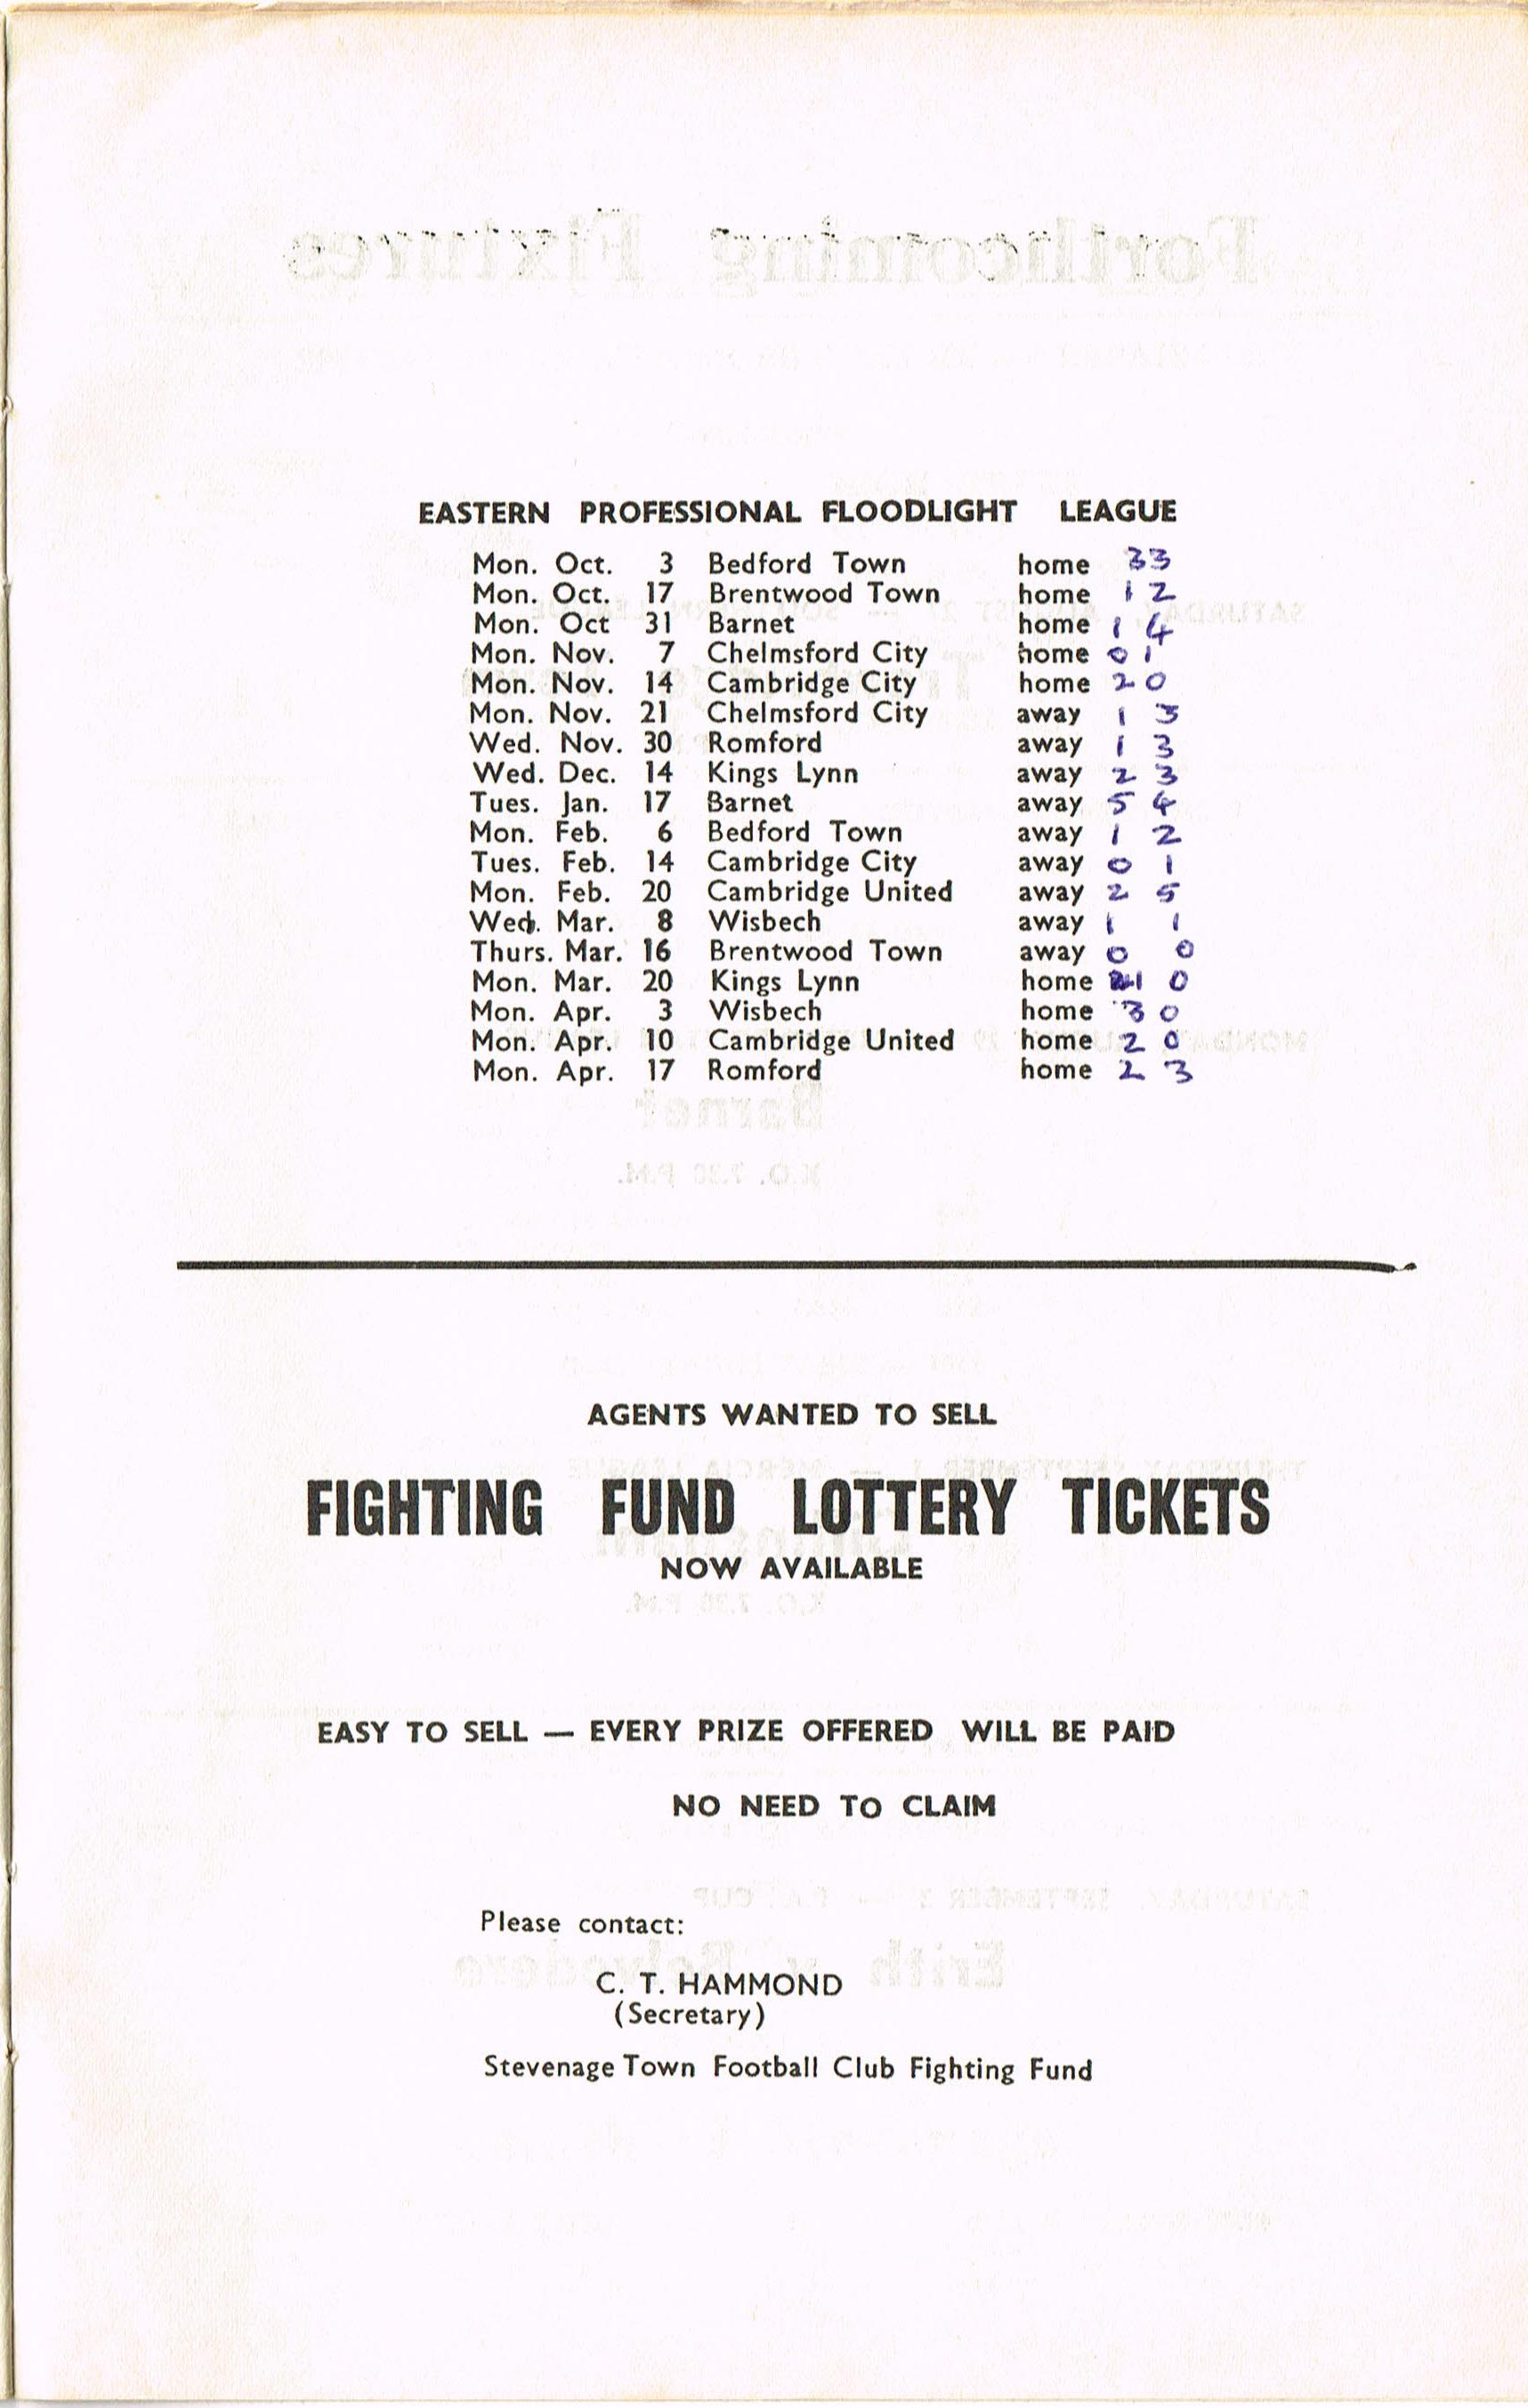 EASTERN PROFESSIONAL FLOODLIGHT LEAGUE
Mon. Oct. 3 Bedford Town home 3 3
Mon. Oct. 17 Brentwood Town home 1 2
Mon. Oct 31 Barnet home 1 4
Mon. Nov. 7 Chelmsford City home 0 1
Mon. Nov. 14 Cambridge City home 2 0
Mon. Nov. 21 Chelmsford City away 1 3
Wed. Nov. 30 Romford away 1 3
Wed. Dec. 14 Kings Lynn away 2 3
Tues. Jan. 17 Barnet away 5 4
Mon. Feb. 6 Bedford Town away 1 2
Tues. Feb. 14 Cambridge City away 0 1
Mon. Feb. 20 Cambridge United away 2 5
Wed. Mar. 8 Wisbech away 1 1
Thurs. Mar. 16 Brentwood Town away 0 0
Mon. Mar. 20 Kings Lynn home 1 0
Mon. Apr. 3 Wisbech home 3 0
Mon. Apr. 10 Cambridge United home 2 0
Mon. Apr. 17 Romford home 2 3
AGENTS WANTED TO SELL
FIGHTING FUND LOTTERY TICKETS
NOW AVAILABLE
EASY TO SELL — EVERY PRIZE OFFERED WILL BE PAID
NO NEED TO CLAIM
Please contact:
C. T. HAMMOND
(Secretary)
Stevenage Town Football Club Fighting Fund